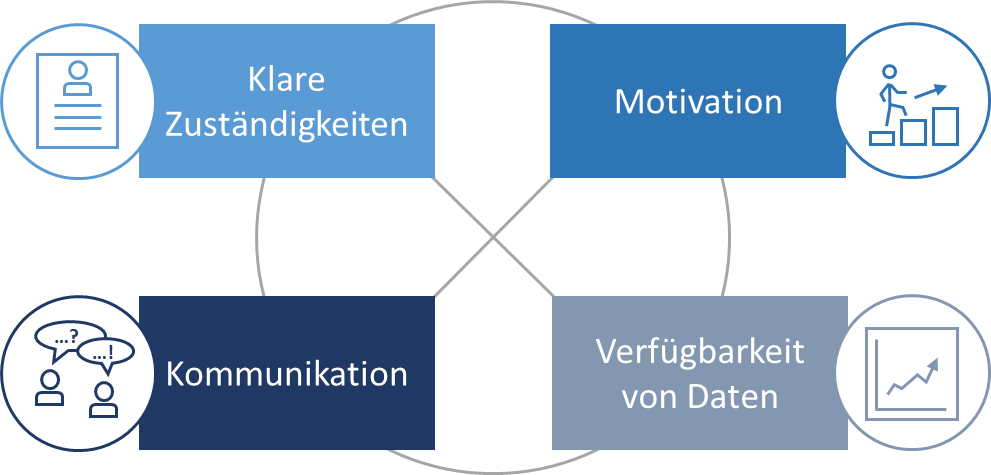 Klare
Zuständigkeiten
Motivation
...?
...!
Kommunikation
Verfügbarkeit
von Daten